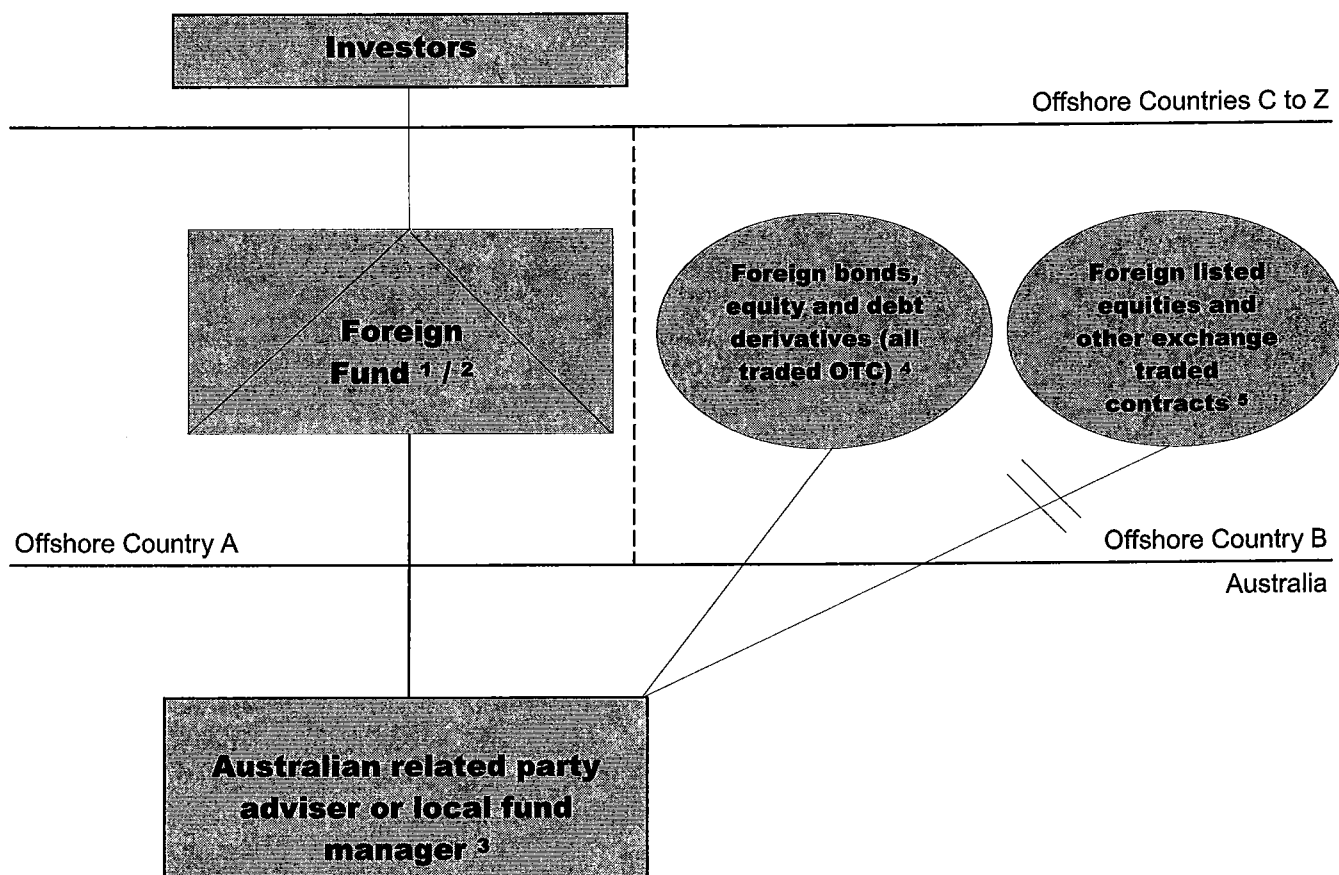 Investors
Offshore Countries C to Z
Foreign
Fund ¹ / ²
Foreign bonds,
equity and debt
derivatives (all
traded OTC) ⁴
Foreign listed
equities and
other exchange
traded
contracts ⁵
Offshore Country A
Offshore Country B
Australia
Australian related party
adviser or local fund
manager ³